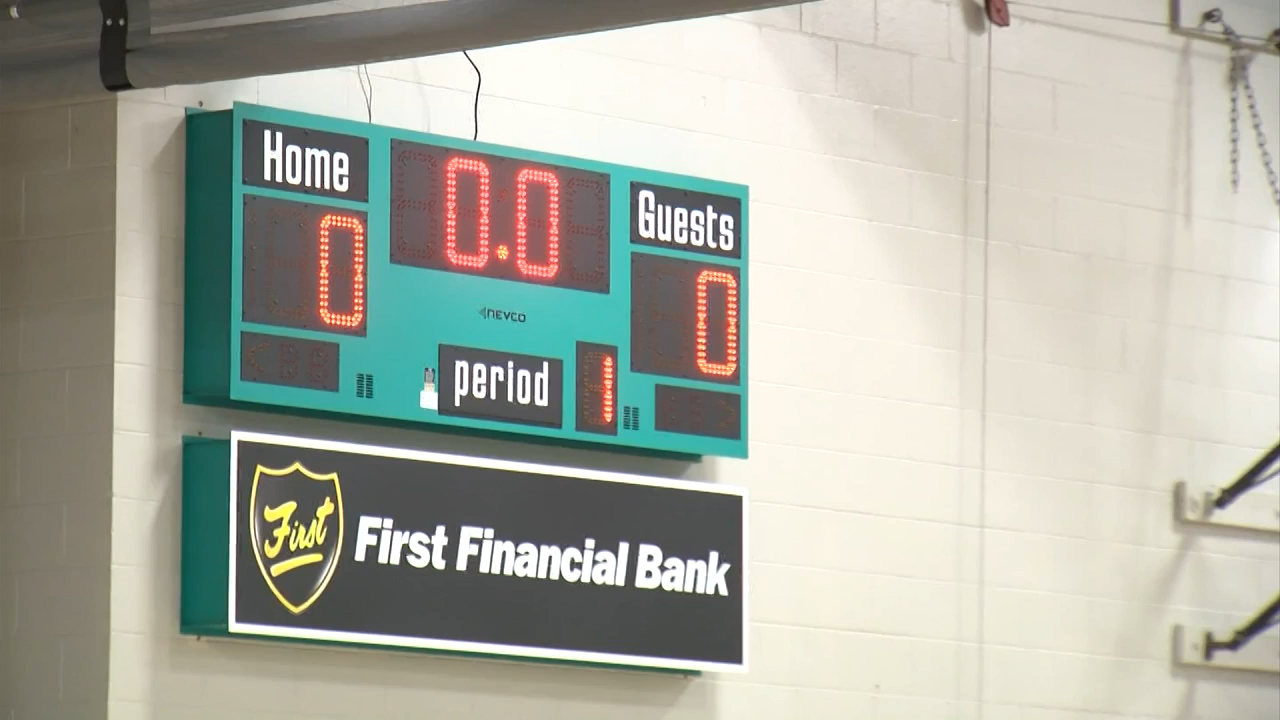 Home
0.0
Guests
0
0
NEVCO
period
1
First
First Financial Bank